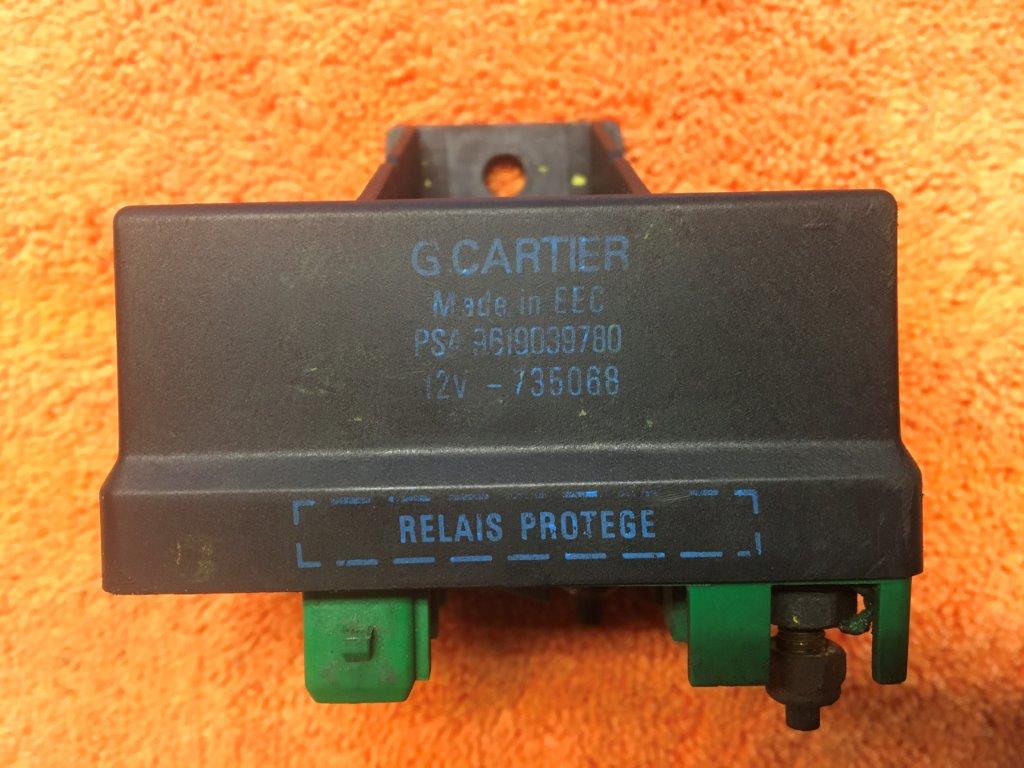 G.CARTIER
Made in EEC
PSA 9619039780
12V - 735068
RELAIS PROTEGE